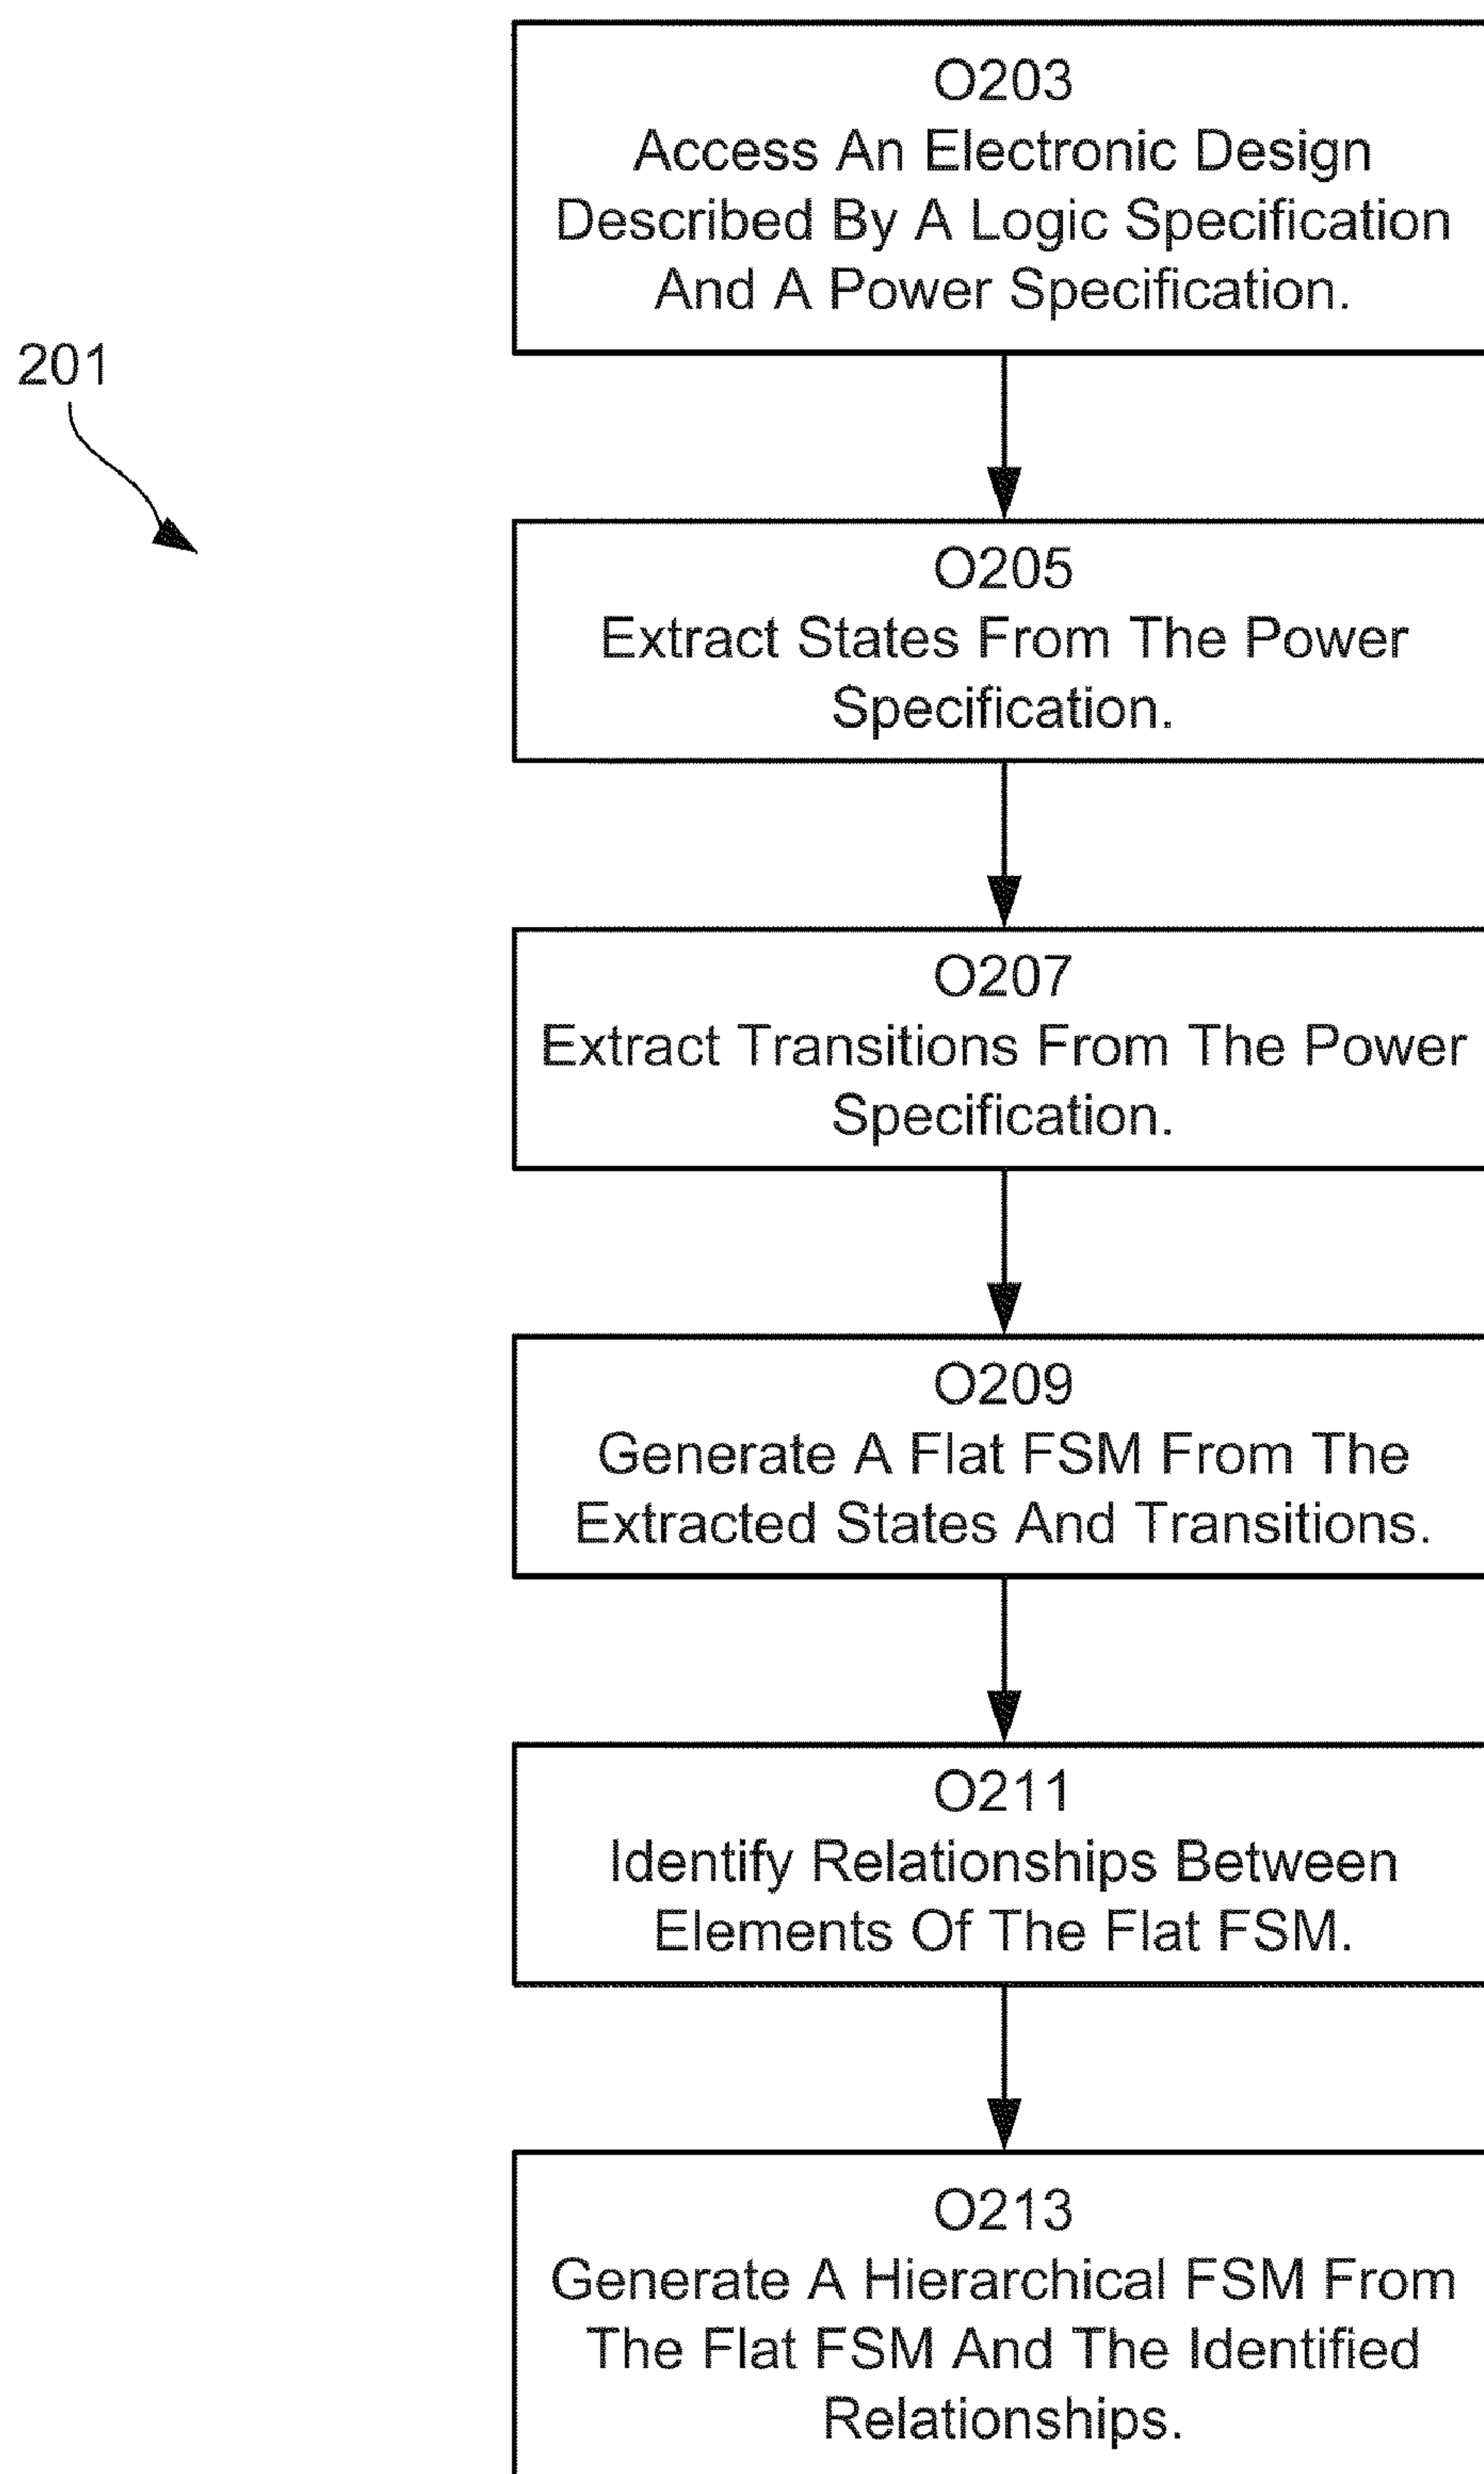 O203
Access An Electronic Design
Described By A Logic Specification
And A Power Specification.
201
O205
Extract States From The Power
Specification.
O207
Extract Transitions From The Power
Specification.
O209
Generate A Flat FSM From The
Extracted States And Transitions.
O211
Identify Relationships Between
Elements Of The Flat FSM.
O213
Generate A Hierarchical FSM From
The Flat FSM And The Identified
Relationships.